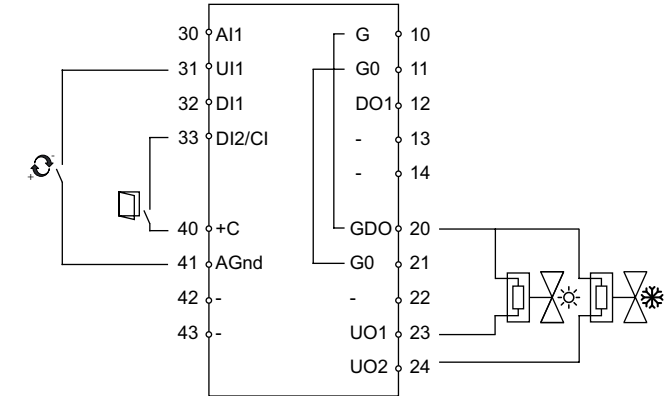 30 AI1 G 10
31 UI1 G0 11
32 DI1 DO1 12
33 DI2/CI - 13
- 14
40 +C GDO 20
41 AGnd G0 21
42 - - 22
43 - UO1 23
UO2 24